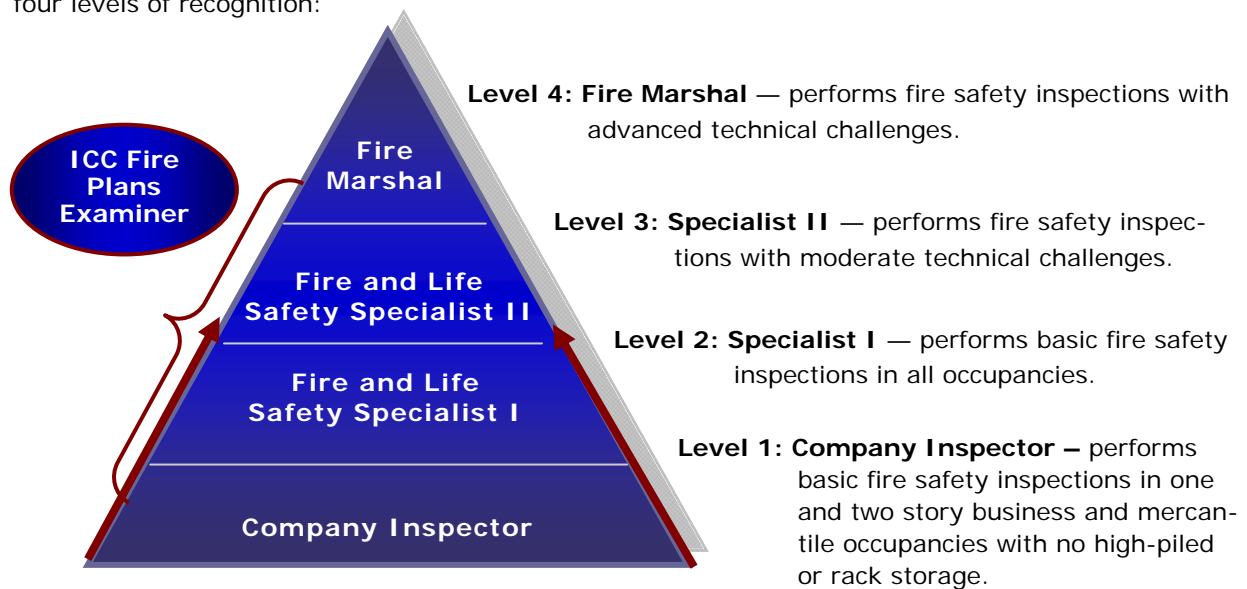 four levels of recognition:
Level 4: Fire Marshal — performs fire safety inspections with
advanced technical challenges.
ICC Fire
Plans
Examiner
Fire
Marshal
Level 3: Specialist II — performs fire safety inspec-
tions with moderate technical challenges.
Fire and Life
Safety Specialist II
Level 2: Specialist I — performs basic fire safety
inspections in all occupancies.
Fire and Life
Safety Specialist I
Level 1: Company Inspector – performs
basic fire safety inspections in one
and two story business and mercan-
tile occupancies with no high-piled
or rack storage.
Company Inspector